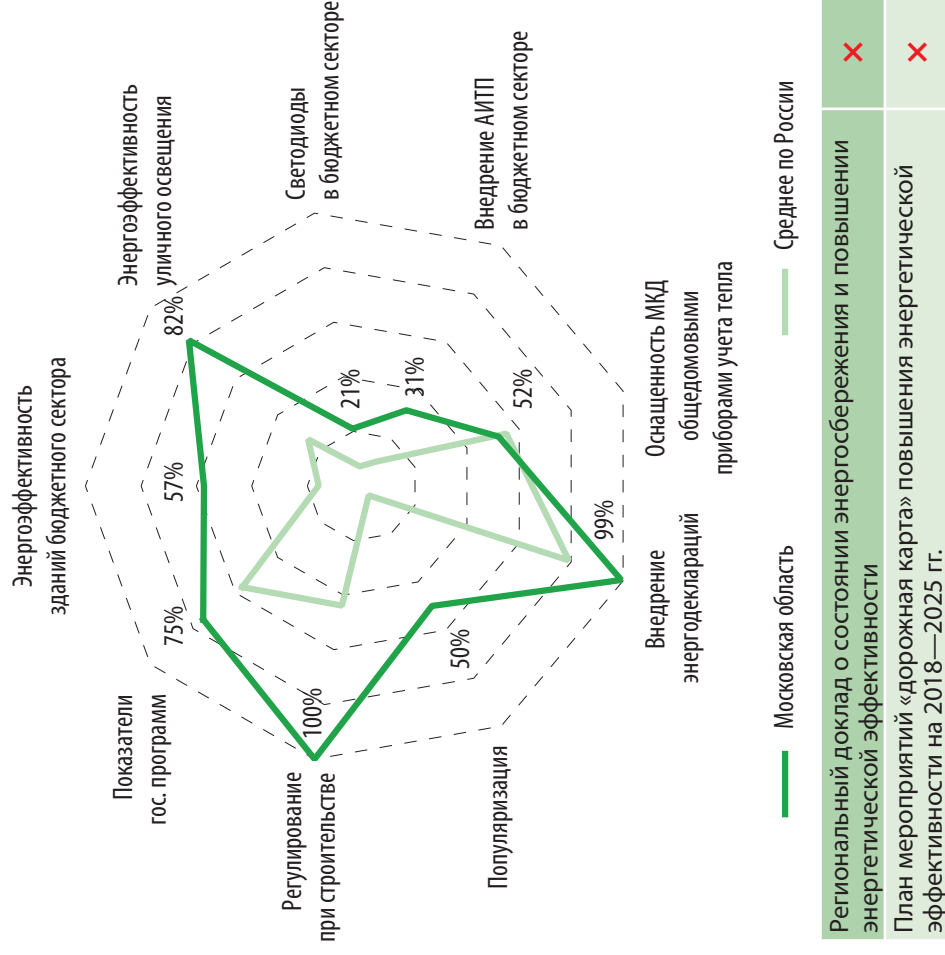 Энергоэффективность
зданий бюджетного сектора
Энергоэффективность
уличного освещения
Светодиоды
в бюджетном секторе
Внедрение АИТП
в бюджетном секторе
Оснащенность МКД
общедомовыми
приборами учета тепла
Внедрение
энергодеклараций
Популяризация
Регулирование
при строительстве
Показатели
гос. программ
57%
82%
21%
31%
52%
99%
50%
100%
75%
Московская область
Среднее по России
Региональный доклад о состоянии энергосбережения и повышении
энергетической эффективности
План мероприятий «дорожная карта» повышения энергетической
эффективности на 2018—2025 гг.